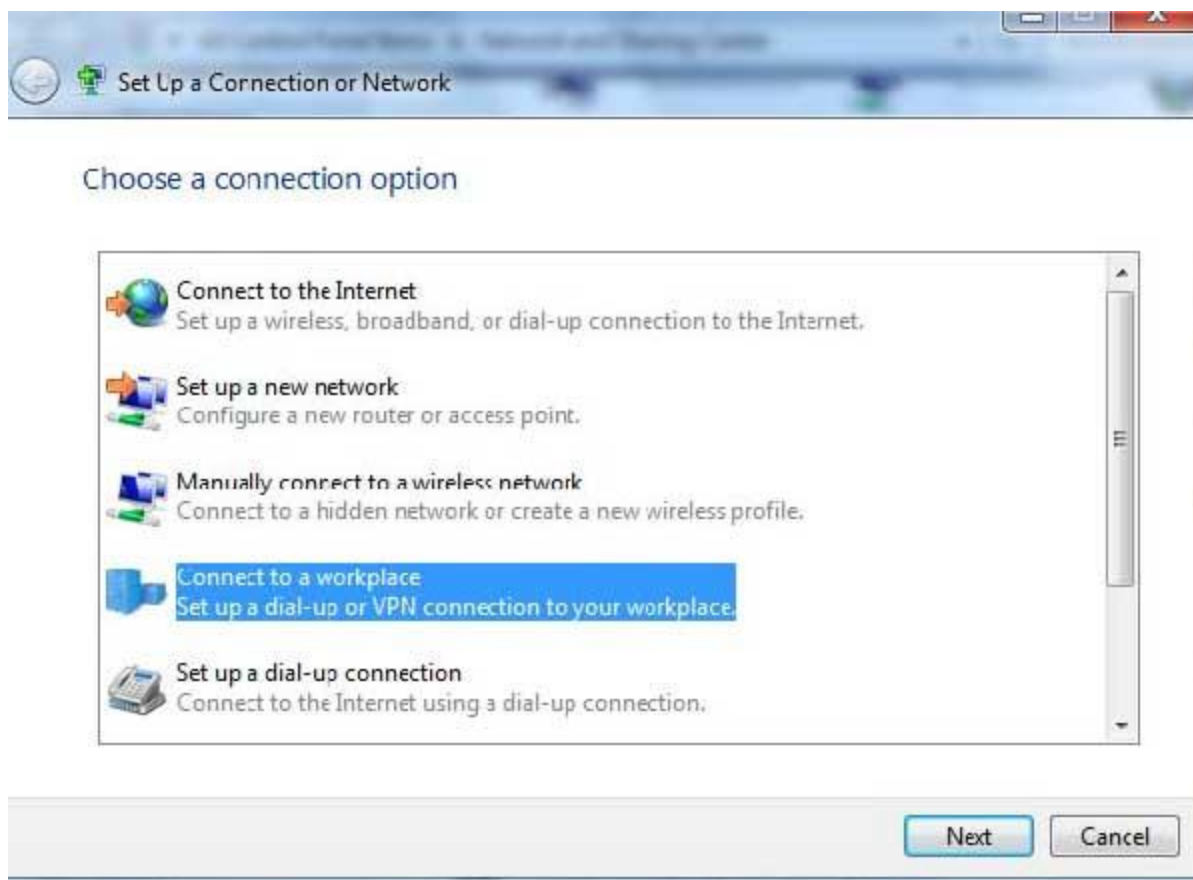 Set Up a Connection or Network
Choose a connection option
Connect to the Internet
Set up a wireless, broadband, or dial-up connection to the Internet.
Set up a new network
Configure a new router or access point.
Manually connect to a wireless network
Connect to a hidden network or create a new wireless profile.
Connect to a workplace
Set up a dial-up or VPN connection to your workplace.
Set up a dial-up connection
Connect to the Internet using a dial-up connection.
Next
Cancel